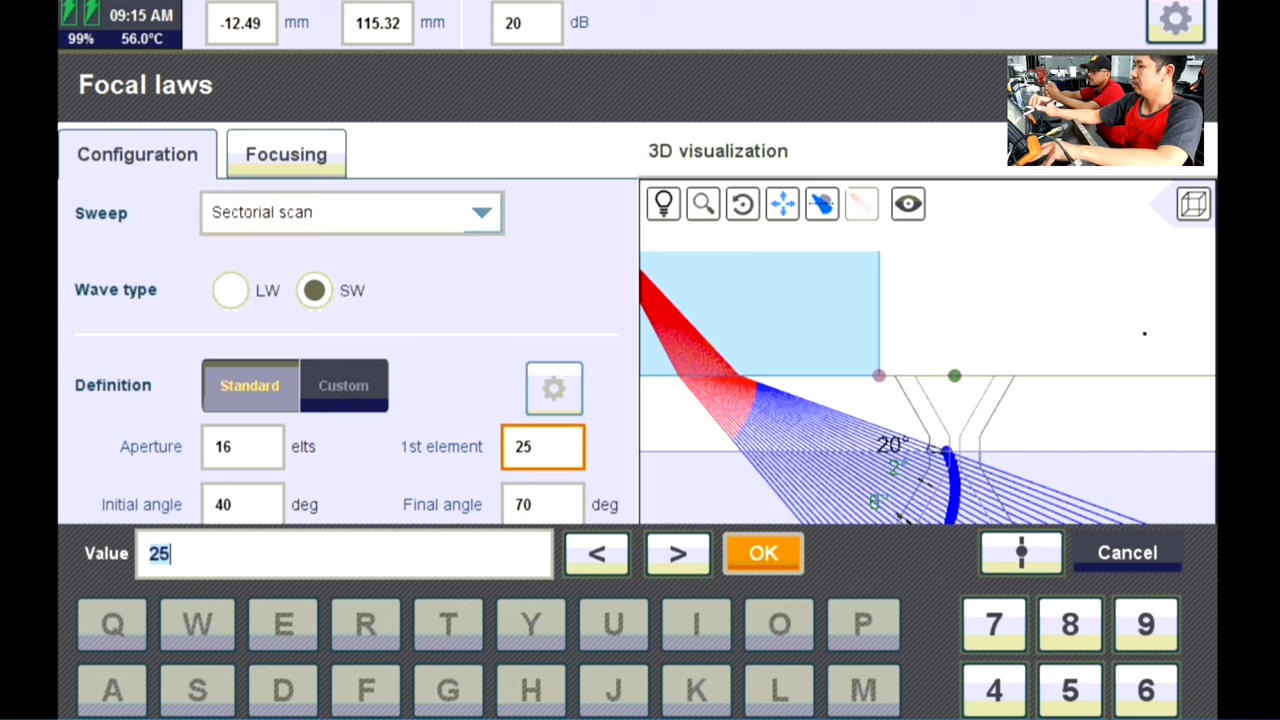 09:15 AM
99% 56.0°C
-12.49 mm 115.32 mm 20 dB
Focal laws
Configuration Focusing
3D visualization
Sweep Sectorial scan
Wave type LW SW
Definition Standard Custom
Aperture 16 elts 1st element 25
Initial angle 40 deg Final angle 70 deg
20°
2"
6"
Value 25 < > OK Cancel
Q W E R T Y U I O P 7 8 9
A S D F G H J K L M 4 5 6